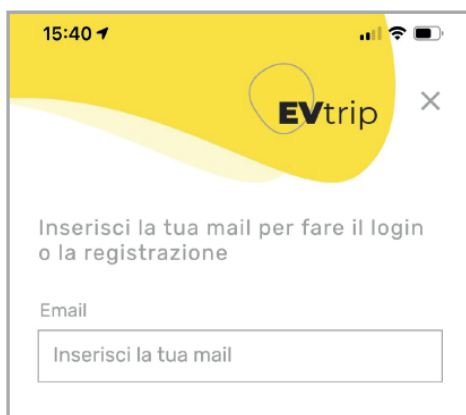 15:40
EVtrip
Inserisci la tua mail per fare il login
o la registrazione
Email
Inserisci la tua mail